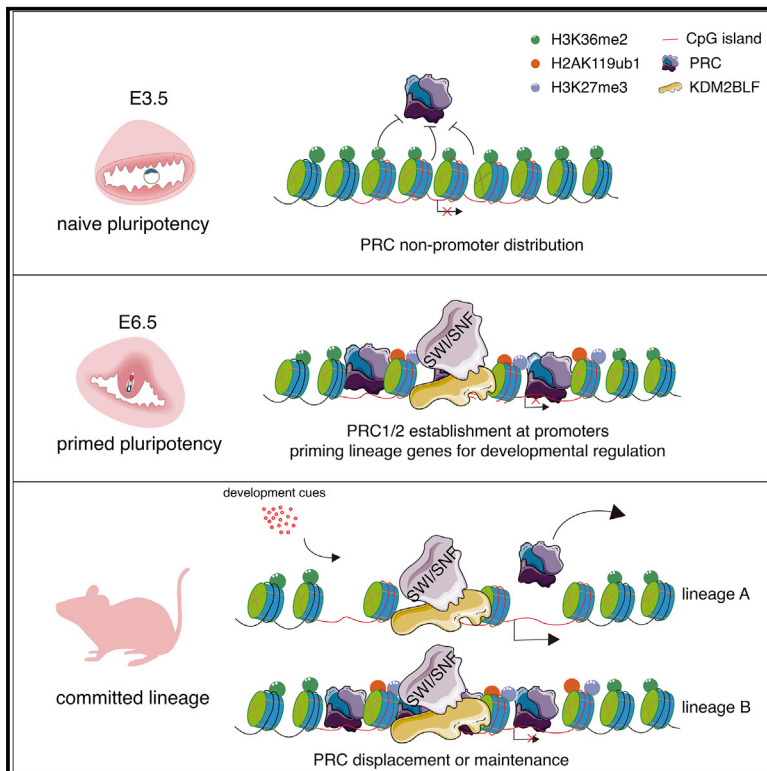 H3K36me2
H2AK119ub1
H3K27me3
CpG island
PRC
KDM2BLF
E3.5
naive pluripotency
PRC non-promoter distribution
E6.5
primed pluripotency
SWI/SNF
PRC1/2 establishment at promoters
priming lineage genes for developmental regulation
development cues
committed lineage
SWI/SNF
lineage A
SWI/SNF
lineage B
PRC displacement or maintenance